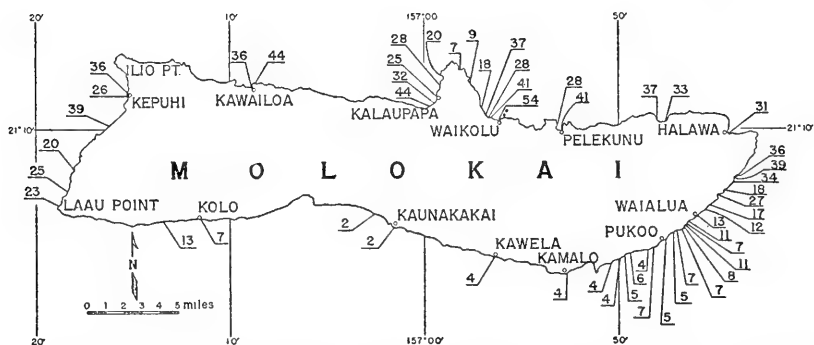 20' 10' 157°00' 50'
28 20 7 9 37
36 44 25 18 28 28 37 33
36 ILIO PT. 32 41 41 31
26 KEPUHI KAWAILOA 44 KALAUPAPA 54
39 WAIKOLU PELEKUNU HALAWA
21°10' 21°10'
20 MOLOKAI 36
39
34
25 18
23 LAAU POINT KOLO WAIALUA 27
2 KAUNAKAKAI 17
13 7 2 PUKOO 13 12
N KAWELA 11
KAMALO 4 7
4 4 4 6 11
0 1 2 3 4 5 miles 5 7 8
7 5 5 7
20' 10' 157°00' 50'